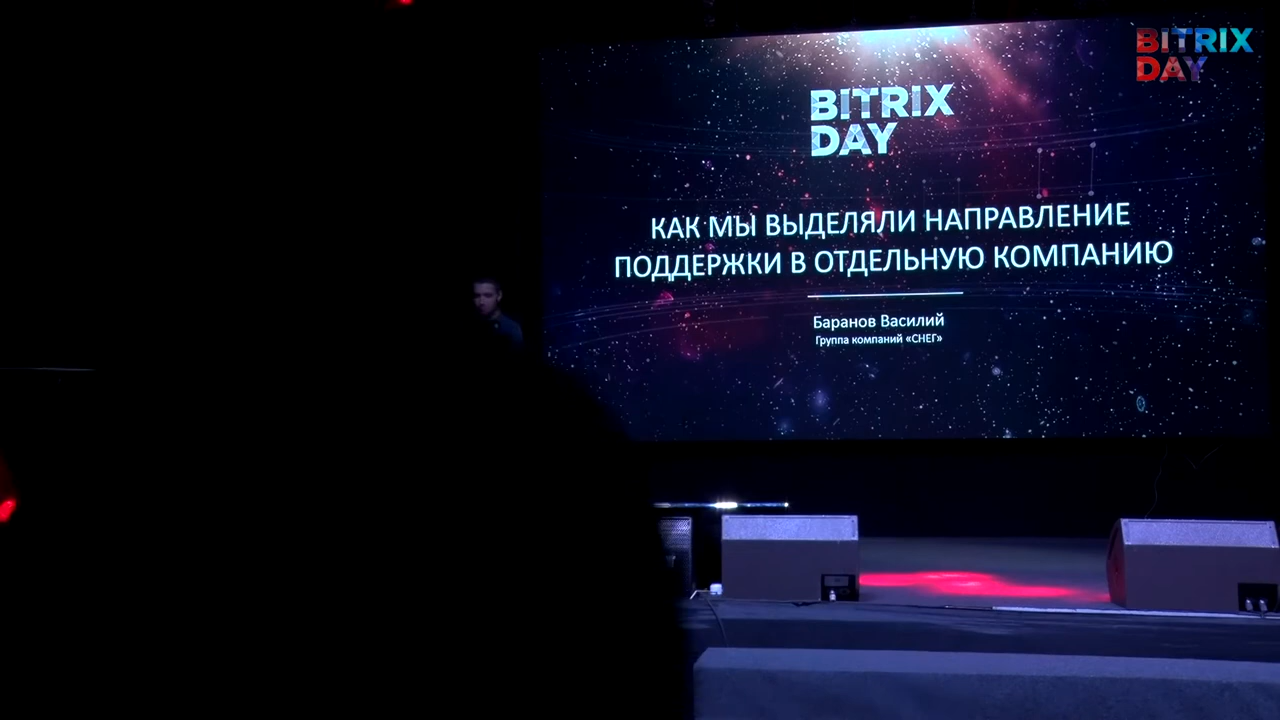 BITRIX
DAY
BITRIX
DAY
КАК МЫ ВЫДЕЛЯЛИ НАПРАВЛЕНИЕ
ПОДДЕРЖКИ В ОТДЕЛЬНУЮ КОМПАНИЮ
Баранов Василий
Группа компаний «СНЕГ»